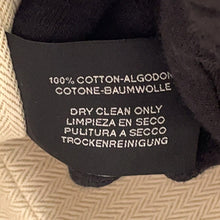 100% COTTON-ALGODON
COTONE-BAUMWOLLE
DRY CLEAN ONLY
LIMPIEZA EN SECO
PULITURA A SECCO
TROCKENREINIGUNG